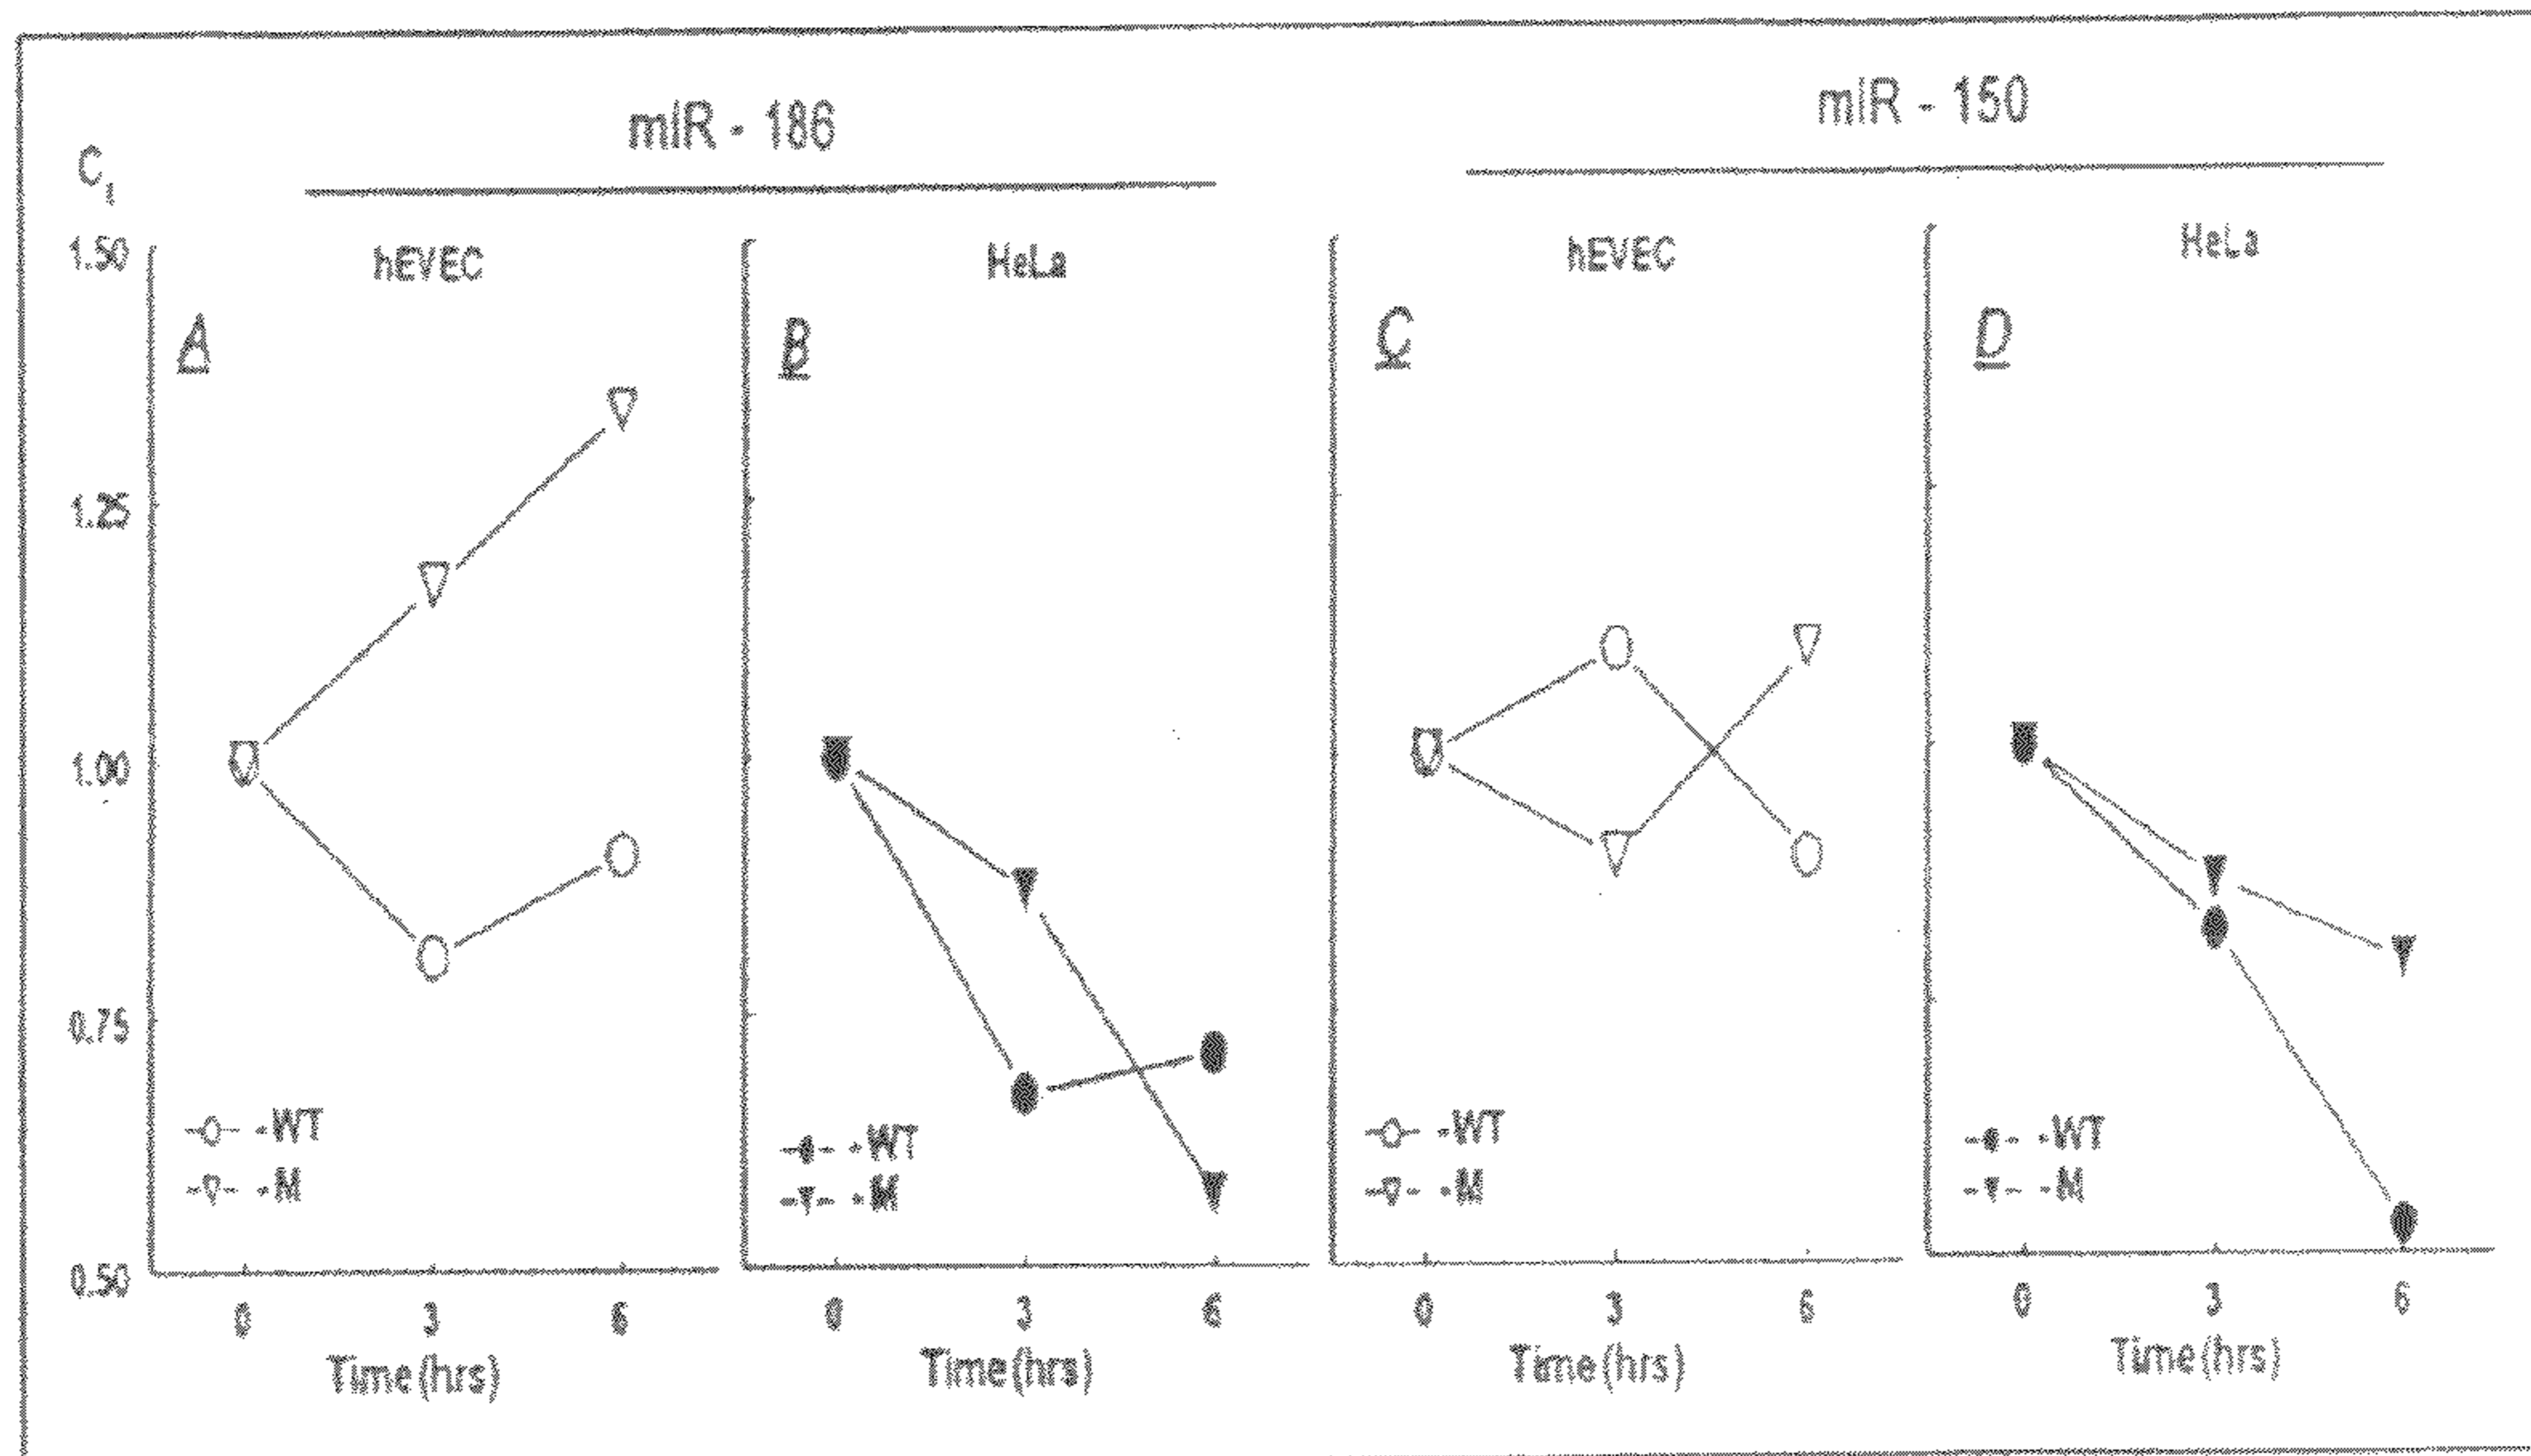 mIR - 186
mIR - 150
Ct
hEVEC
HeLa
hEVEC
HeLa
1.50
1.25
1.00
0.75
0.50
A
B
C
D
-WT
-M
-WT
-M
-WT
-M
-WT
-M
0 3 6
0 3 6
0 3 6
0 3 6
Time (hrs)
Time (hrs)
Time (hrs)
Time (hrs)